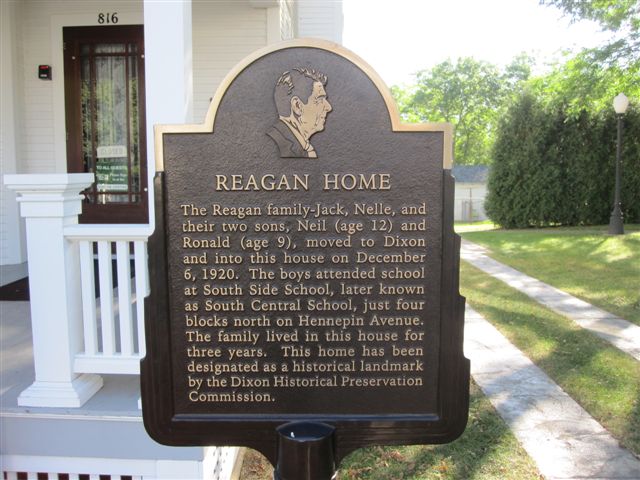 816
CLOSED
REAGAN HOME
The Reagan family-Jack, Nelle, and
their two sons, Neil (age 12) and
Ronald (age 9), moved to Dixon
and into this house on December
6, 1920. The boys attended school
at South Side School, later known
as South Central School, just four
blocks north on Hennepin Avenue.
The family lived in this house for
three years. This home has been
designated as a historical landmark
by the Dixon Historical Preservation
Commission.